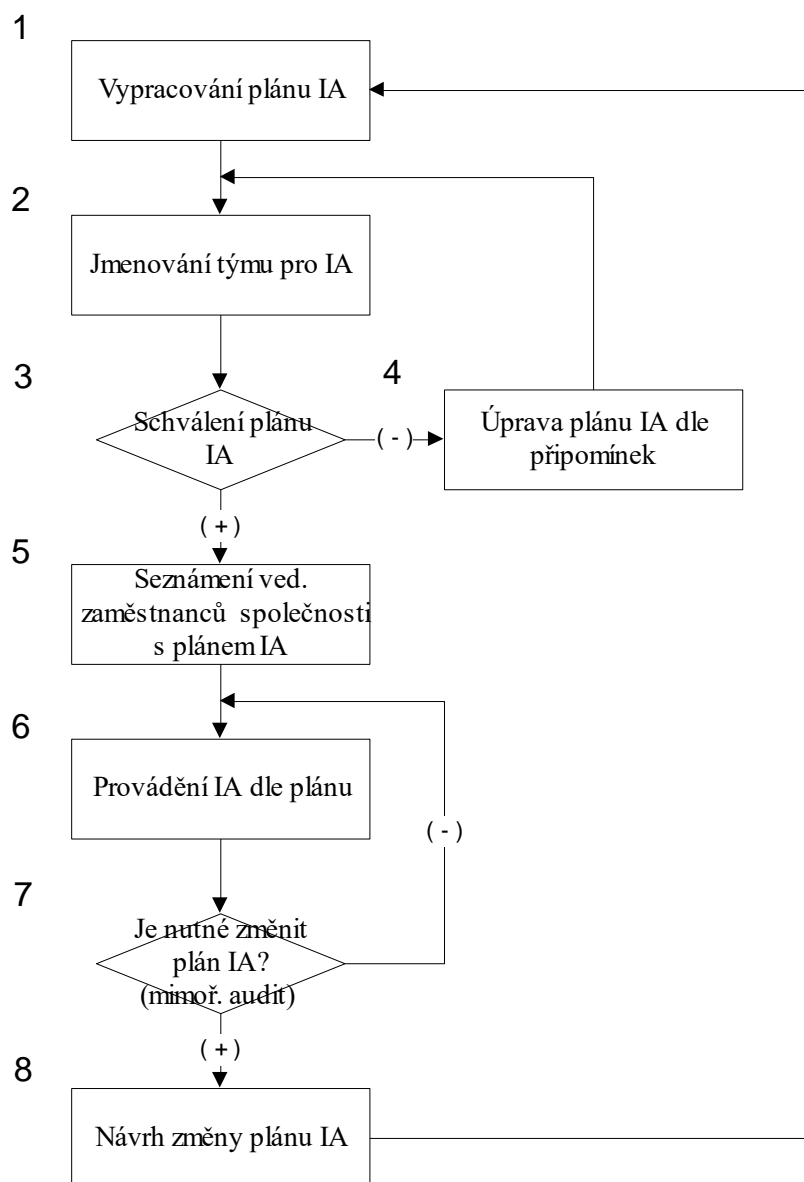 1
Vypracování plánu IA
2
Jmenování týmu pro IA
3
Schválení plánu
IA
( - )
4
Úprava plánu IA dle
připomínek
( + )
5
Seznámení ved.
zaměstnanců společnosti
s plánem IA
6
Provádění IA dle plánu
( - )
7
Je nutné změnit
plán IA?
(mimoř. audit)
( + )
8
Návrh změny plánu IA